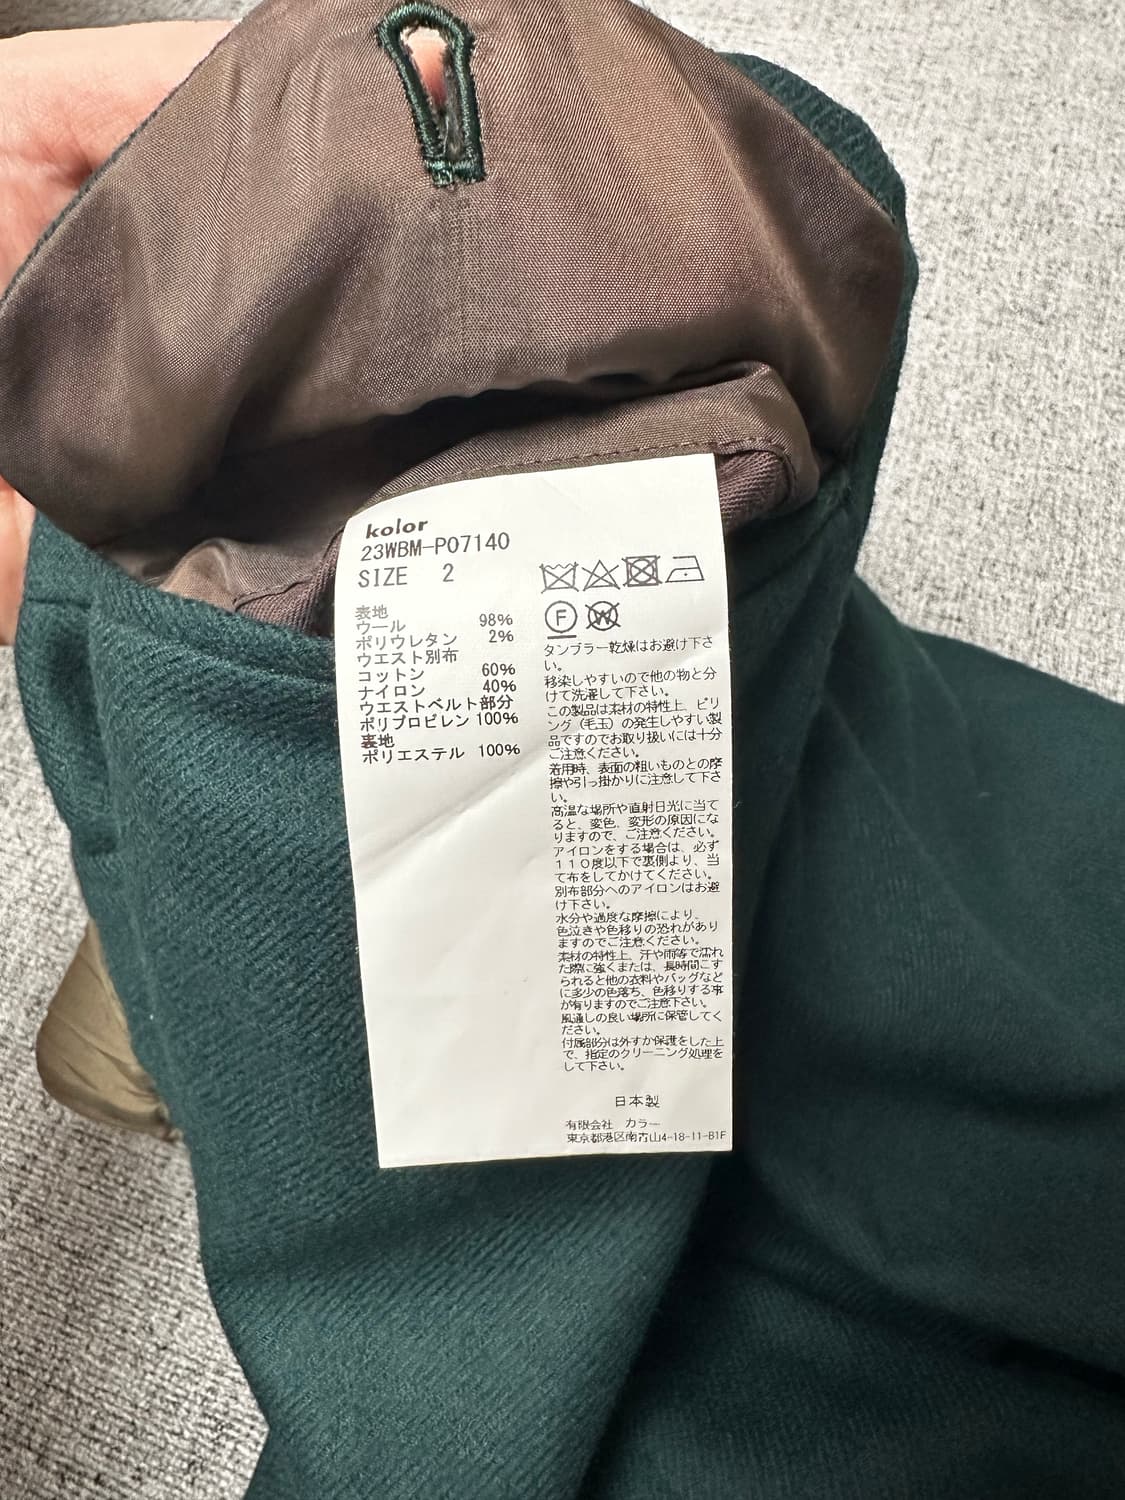 kolor
23WBM-P07140
SIZE 2
表地
ウール 98%
ポリウレタン 2%
ウエスト別布
コットン 60%
ナイロン 40%
ウエストベルト部分
ポリプロピレン 100%
裏地
ポリエステル 100%
F
W
タンブラー乾燥はお避け下さ
い。
移染しやすいので他の物と分
けて洗濯して下さい。
この製品は素材の特性上、ピリ
ング(毛玉)の発生しやすい製
品ですのでお取り扱いには十分
ご注意ください。
着用時、表面の粗いものとの摩
擦や引っ掛かりに注意して下さ
い。
高温な場所や直射日光に当て
ると、変色、変形の原因にな
りますので、ご注意ください。
アイロンをする場合は、必ず
110度以下で裏側より、当
て布をしてかけてください。
別布部分へのアイロンはお避
け下さい。
水分や過度な摩擦により、
色泣きや色移りの恐れがあり
ますのでご注意ください。
素材の特性上、汗や雨等で濡れ
た際に強くまたは、長時間こす
られると他の衣料やバッグなど
に多少の色落ち、色移りする事
が有りますのでご注意下さい。
風通しの良い場所に保管してく
ださい。
付属部分は外すか保護をした上
で、指定のクリーニング処理を
して下さい。
日本製
有限会社 カラー
東京都港区南青山4-18-11-B1F